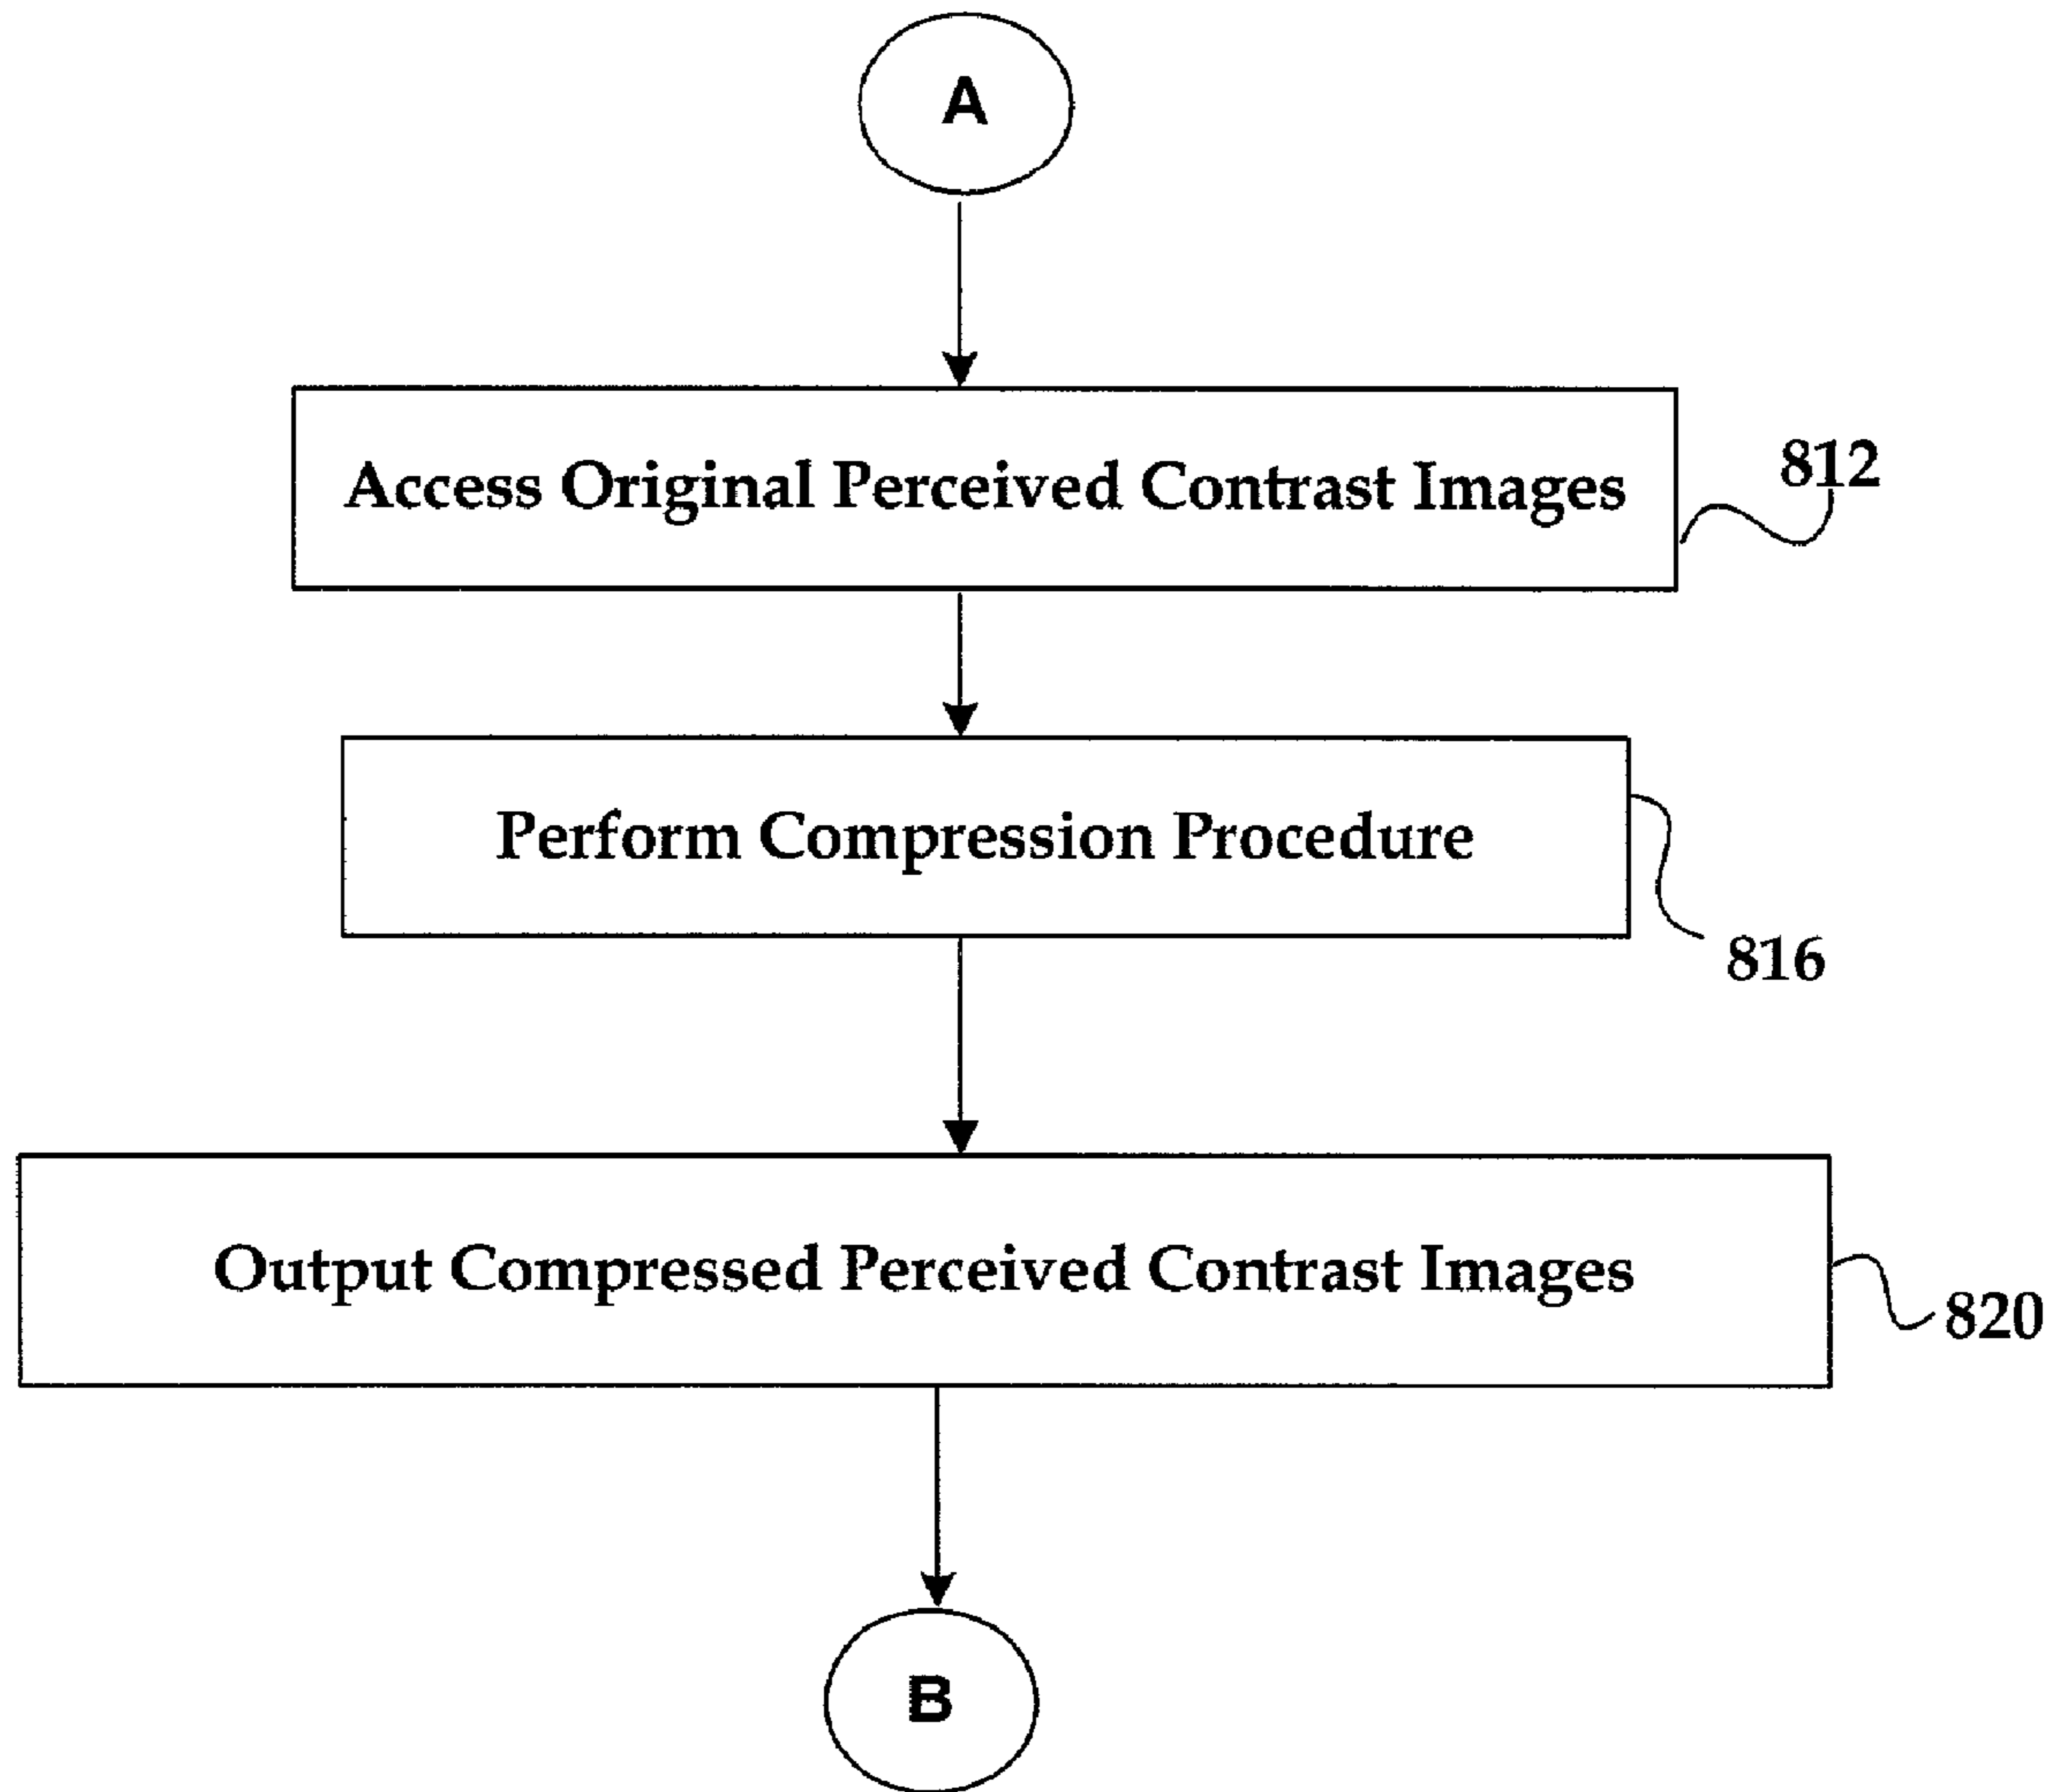 A
Access Original Perceived Contrast Images
812
Perform Compression Procedure
816
Output Compressed Perceived Contrast Images
820
B